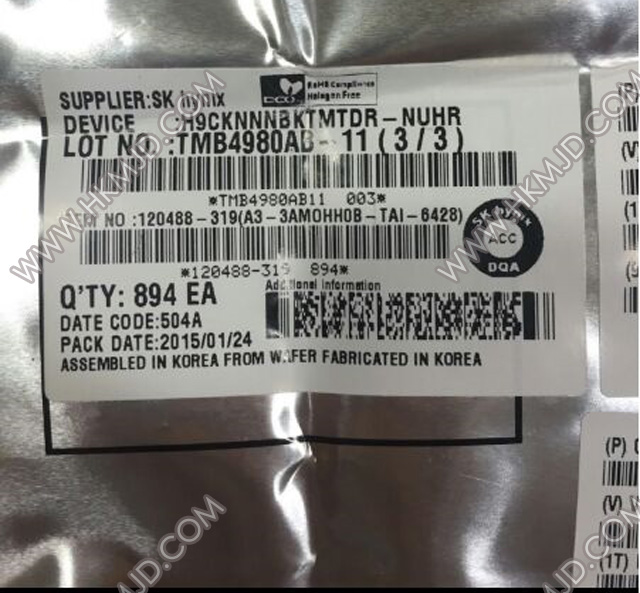 SUPPLIER:SK hynix
ECO
RoHS Compliance
Halogen Free
DEVICE :H9CKNNNBKTMTDR-NUHR
LOT NO. :TMB4980AB- 11 (3/3)
*TMB4980AB11 003*
NO :120488-319(A3-3AMOHHOB-TAI-6428)
SK hynix
ACC
DQA
*120488-319 894*
Q'TY: 894 EA
Additional Information
DATE CODE:504A
PACK DATE:2015/01/24
ASSEMBLED IN KOREA FROM WAFER FABRICATED IN KOREA
(P)
(V)
(1T)
WWW.HKMJD.COM
WWW.HKMJD.COM
WWW.HKMJD.COM